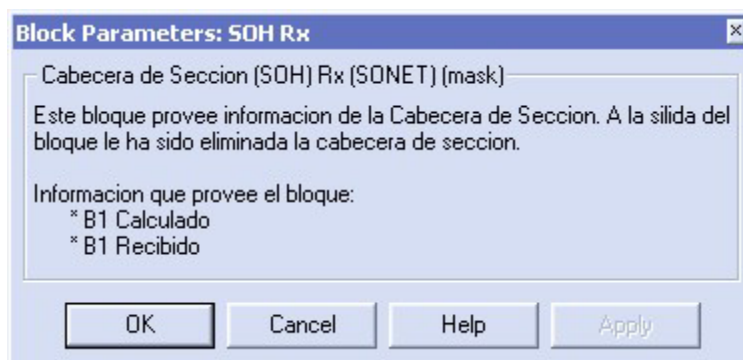 Block Parameters: SOH Rx
Cabecera de Seccion (SOH) Rx (SONET) (mask)
Este bloque provee informacion de la Cabecera de Seccion. A la silida del
bloque le ha sido eliminada la cabecera de seccion.
Informacion que provee el bloque:
* B1 Calculado
* B1 Recibido
OK Cancel Help Apply